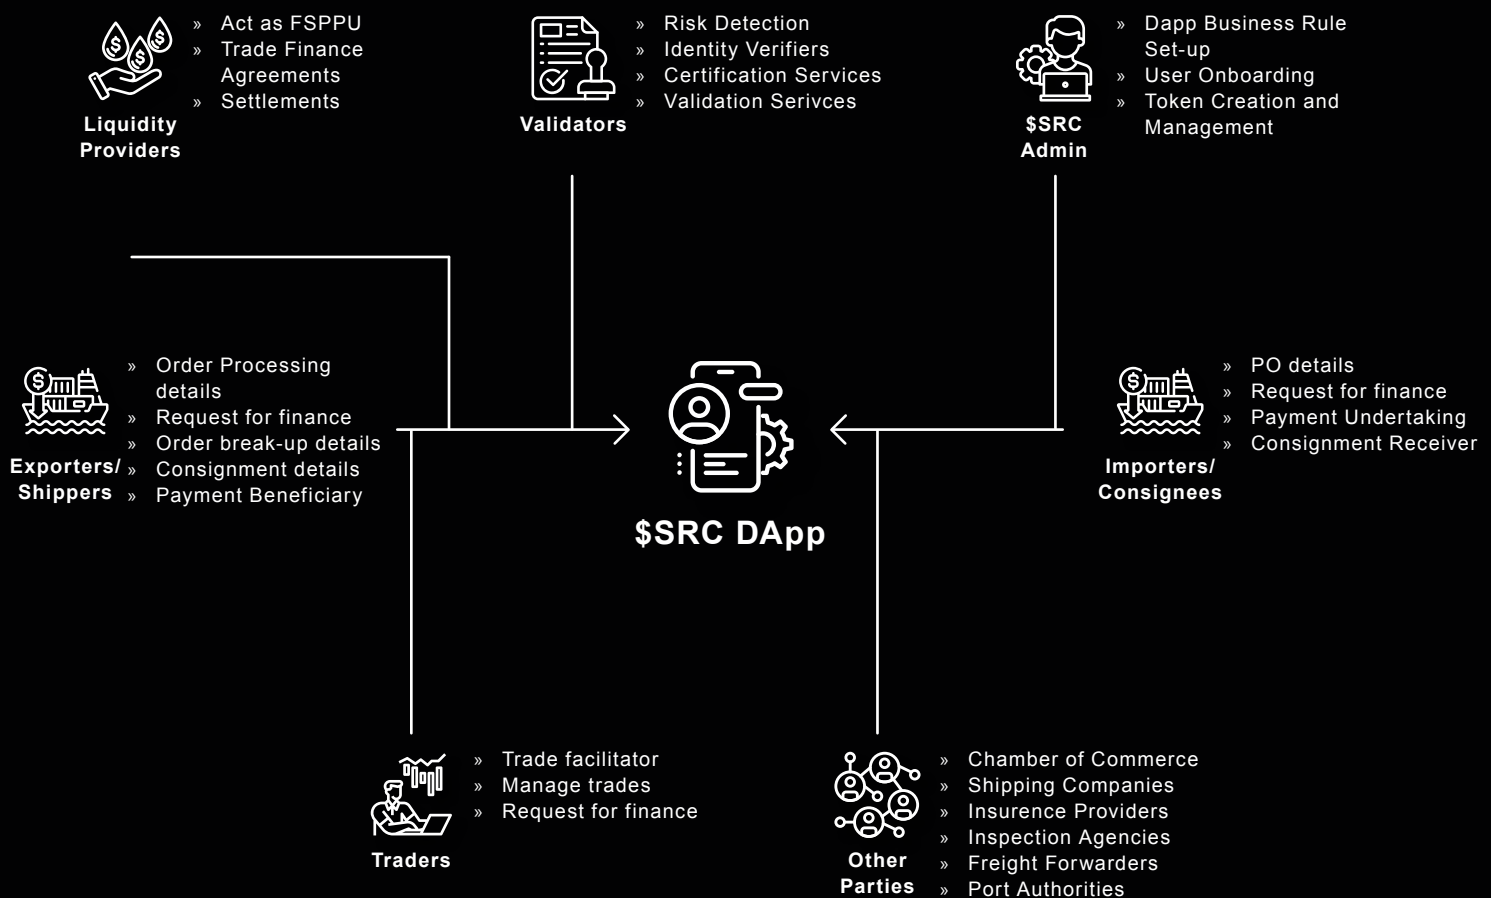 » Act as FSPPU
» Trade Finance
Agreements
» Settlements
Liquidity
Providers
» Risk Detection
» Identity Verifiers
» Certification Services
» Validation Serivces
Validators
» Dapp Business Rule
Set-up
» User Onboarding
» Token Creation and
Management
$SRC
Admin
» Order Processing
details
» Request for finance
» Order break-up details
» Consignment details
» Payment Beneficiary
Exporters/
Shippers
$SRC DApp
» PO details
» Request for finance
» Payment Undertaking
» Consignment Receiver
Importers/
Consignees
» Trade facilitator
» Manage trades
» Request for finance
Traders
» Chamber of Commerce
» Shipping Companies
» Insurence Providers
» Inspection Agencies
» Freight Forwarders
» Port Authorities
Other
Parties